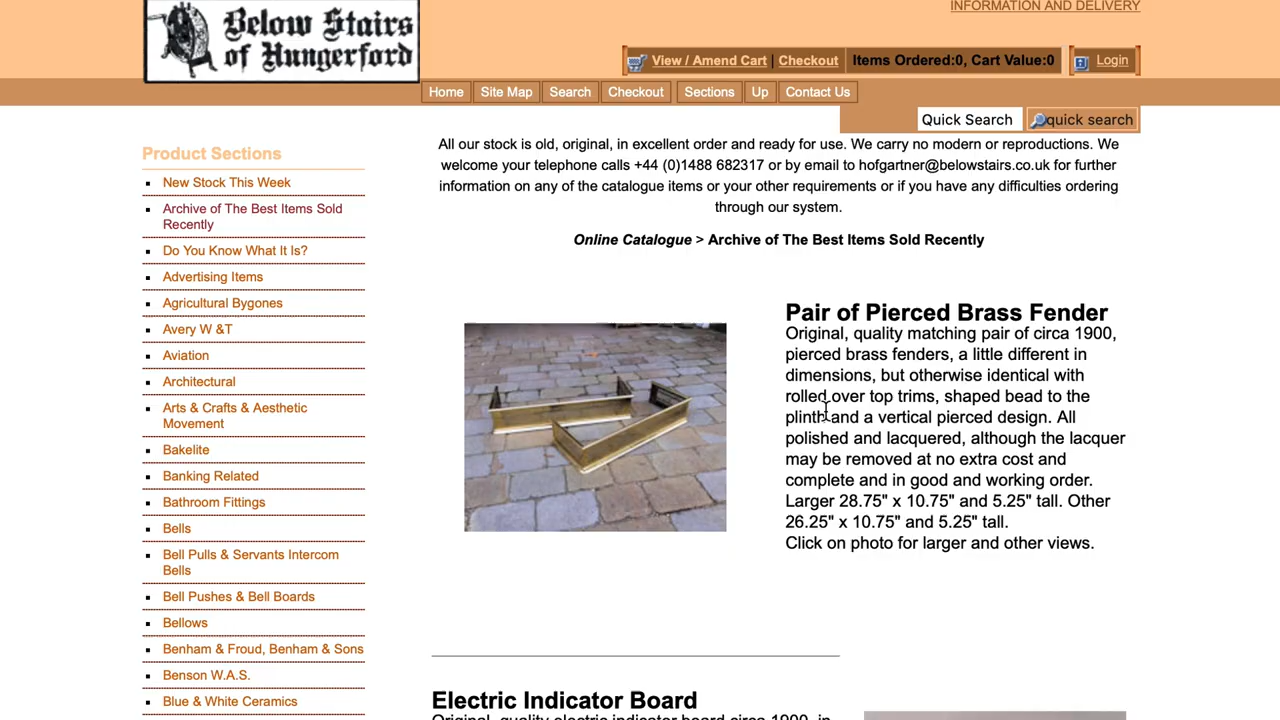 INFORMATION AND DELIVERY
Below Stairs
of Hungerford
View / Amend Cart | Checkout Items Ordered:0, Cart Value:0 Login
Home Site Map Search Checkout Sections Up Contact Us
Quick Search quick search
All our stock is old, original, in excellent order and ready for use. We carry no modern or reproductions. We
welcome your telephone calls +44 (0)1488 682317 or by email to hofgartner@belowstairs.co.uk for further
information on any of the catalogue items or your other requirements or if you have any difficulties ordering
through our system.
Online Catalogue > Archive of The Best Items Sold Recently
Product Sections
New Stock This Week
Archive of The Best Items Sold
Recently
Do You Know What It Is?
Advertising Items
Agricultural Bygones
Avery W &T
Aviation
Architectural
Arts & Crafts & Aesthetic
Movement
Bakelite
Banking Related
Bathroom Fittings
Bells
Bell Pulls & Servants Intercom
Bells
Bell Pushes & Bell Boards
Bellows
Benham & Froud, Benham & Sons
Benson W.A.S.
Blue & White Ceramics
Pair of Pierced Brass Fender
Original, quality matching pair of circa 1900,
pierced brass fenders, a little different in
dimensions, but otherwise identical with
rolled over top trims, shaped bead to the
plinth and a vertical pierced design. All
polished and lacquered, although the lacquer
may be removed at no extra cost and
complete and in good and working order.
Larger 28.75" x 10.75" and 5.25" tall. Other
26.25" x 10.75" and 5.25" tall.
Click on photo for larger and other views.
Electric Indicator Board
Original, quality electric indicator board circa 1900, in